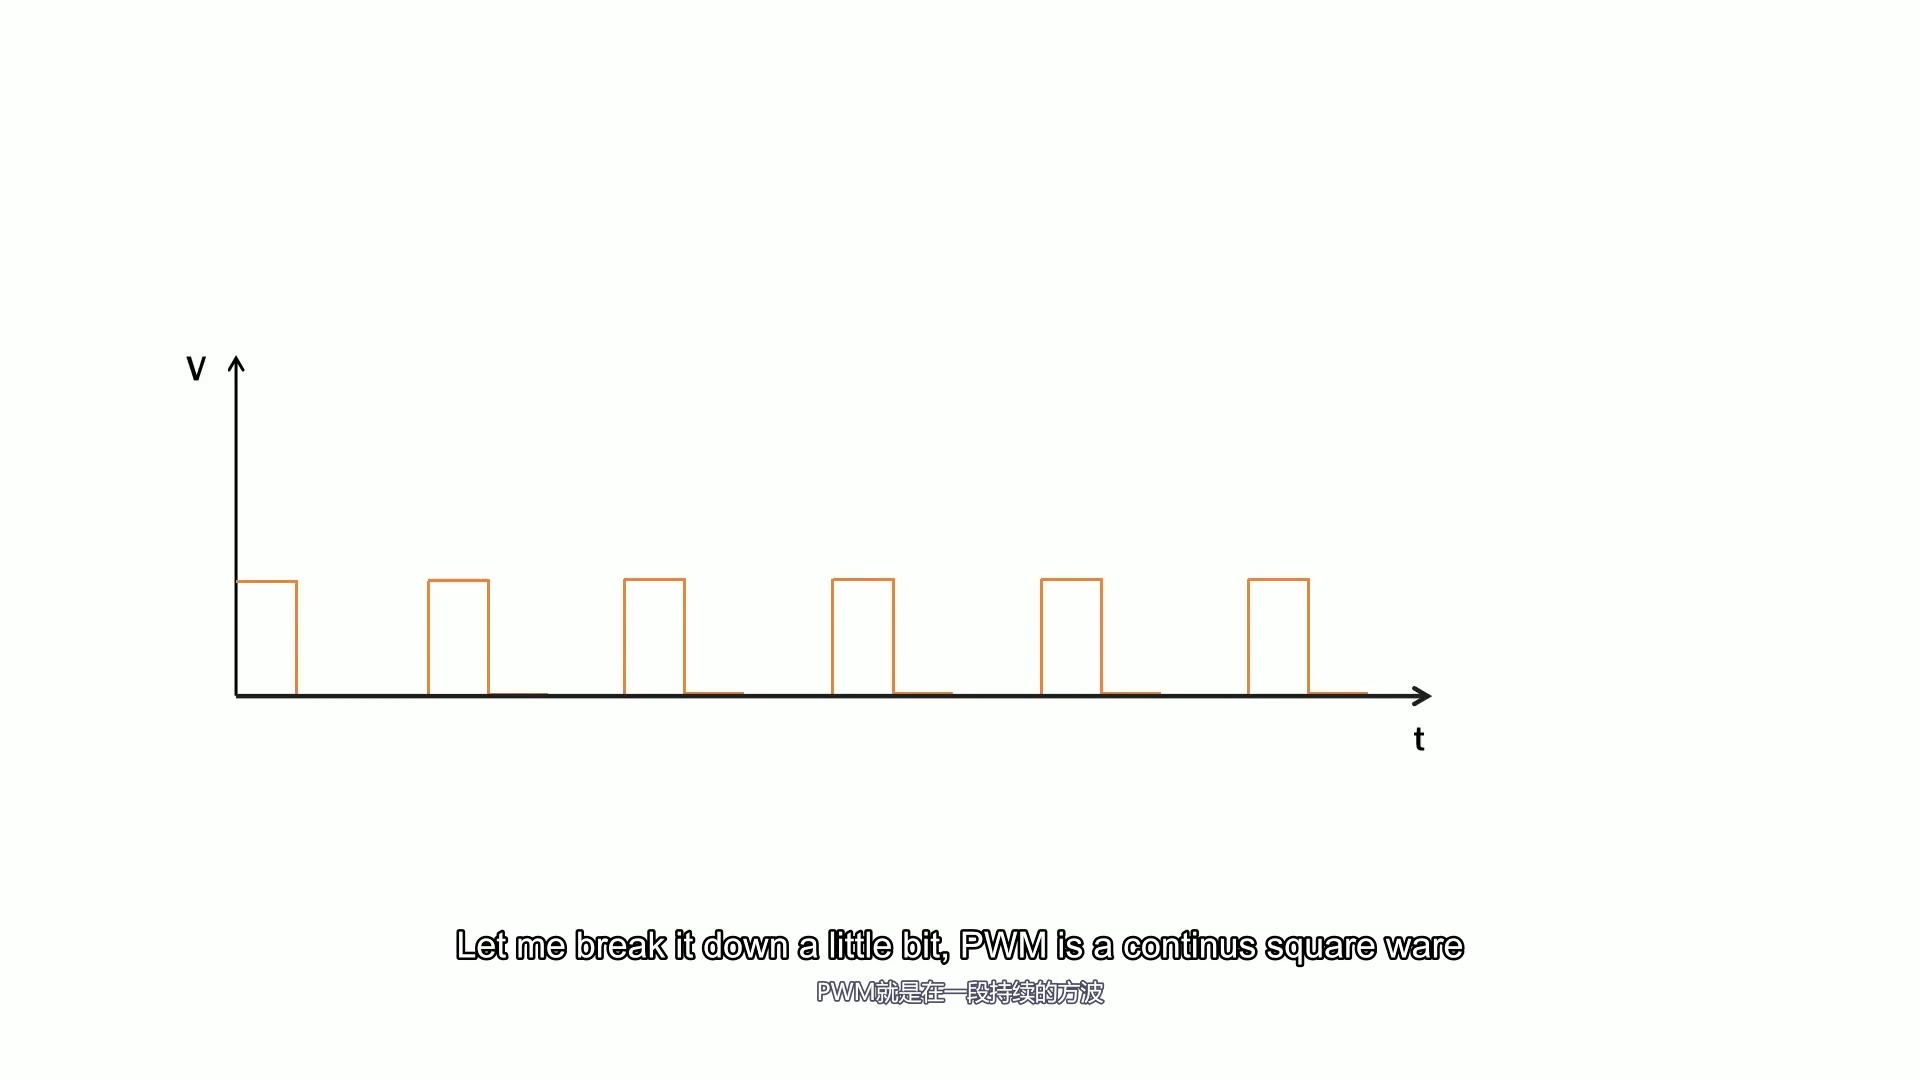 V
t
Let me break it down a little bit, PWM is a continus square ware
PWM就是在一段持续的方波